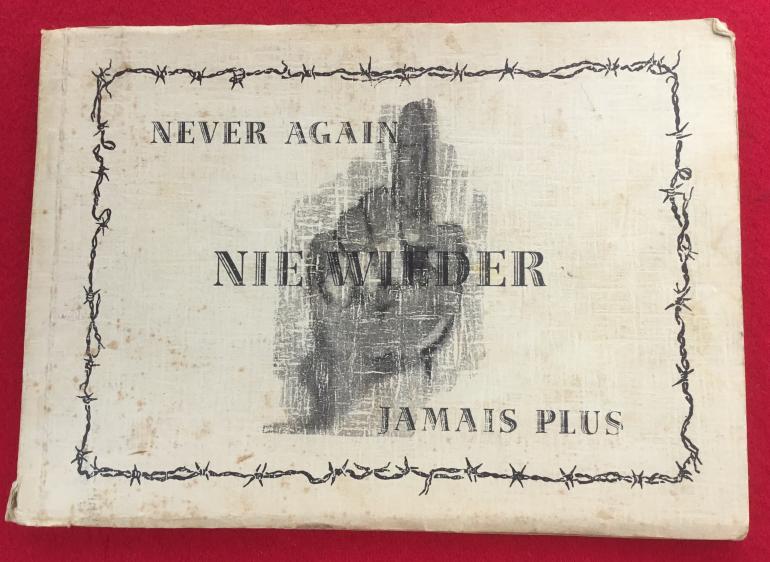 NEVER AGAIN
NIE WIEDER
JAMAIS PLUS